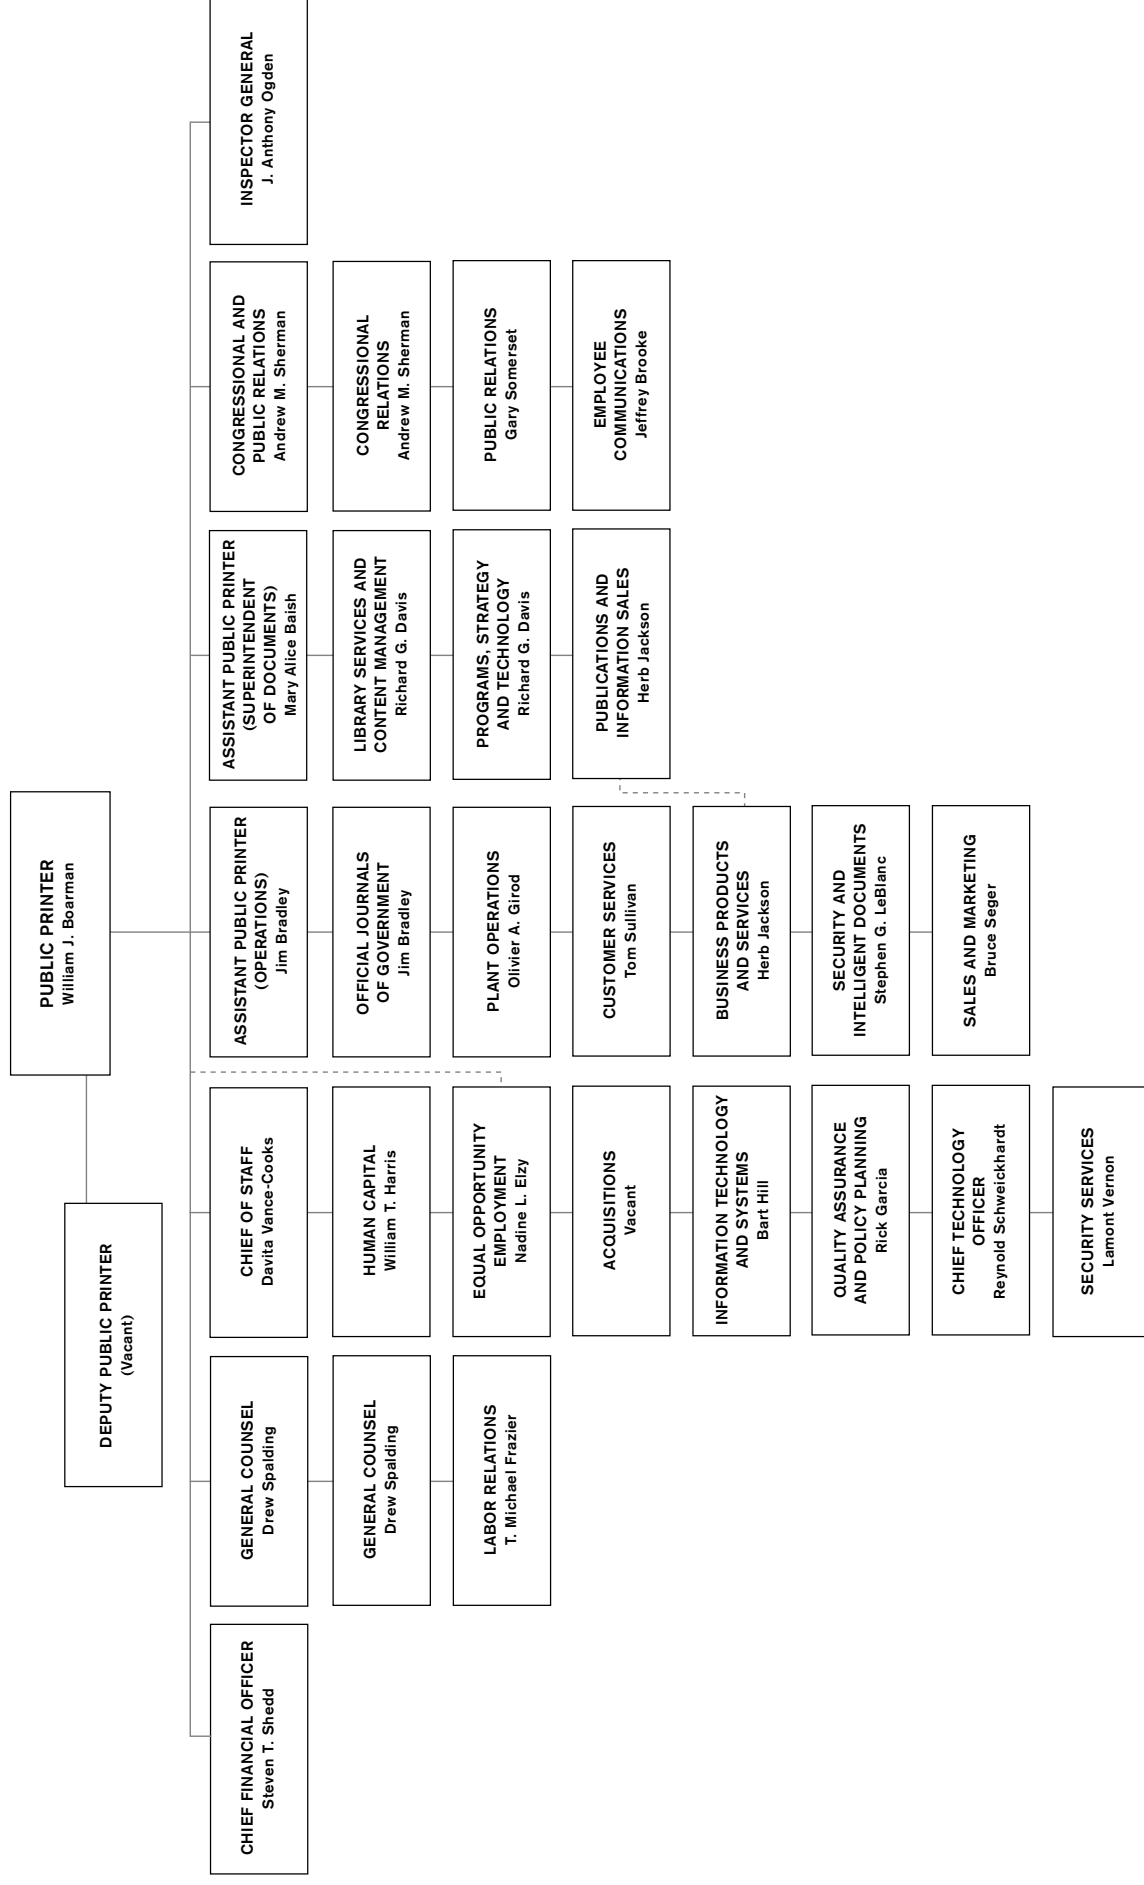 PUBLIC PRINTER
William J. Boarman
DEPUTY PUBLIC PRINTER
(Vacant)
CHIEF FINANCIAL OFFICER
Steven T. Shedd
GENERAL COUNSEL
Drew Spalding
GENERAL COUNSEL
Drew Spalding
LABOR RELATIONS
T. Michael Frazier
CHIEF OF STAFF
Davita Vance-Cooks
HUMAN CAPITAL
William T. Harris
EQUAL OPPORTUNITY
EMPLOYMENT
Nadine L. Elzy
ACQUISITIONS
Vacant
INFORMATION TECHNOLOGY
AND SYSTEMS
Bart Hill
QUALITY ASSURANCE
AND POLICY PLANNING
Rick Garcia
CHIEF TECHNOLOGY
OFFICER
Reynold Schweickhardt
SECURITY SERVICES
Lamont Vernon
ASSISTANT PUBLIC PRINTER
(OPERATIONS)
Jim Bradley
OFFICIAL JOURNALS
OF GOVERNMENT
Jim Bradley
PLANT OPERATIONS
Olivier A. Girod
CUSTOMER SERVICES
Tom Sullivan
BUSINESS PRODUCTS
AND SERVICES
Herb Jackson
SECURITY AND
INTELLIGENT DOCUMENTS
Stephen G. LeBlanc
SALES AND MARKETING
Bruce Seger
ASSISTANT PUBLIC PRINTER
(SUPERINTENDENT
OF DOCUMENTS)
Mary Alice Baish
LIBRARY SERVICES AND
CONTENT MANAGEMENT
Richard G. Davis
PROGRAMS, STRATEGY
AND TECHNOLOGY
Richard G. Davis
PUBLICATIONS AND
INFORMATION SALES
Herb Jackson
CONGRESSIONAL AND
PUBLIC RELATIONS
Andrew M. Sherman
CONGRESSIONAL
RELATIONS
Andrew M. Sherman
PUBLIC RELATIONS
Gary Somerset
EMPLOYEE
COMMUNICATIONS
Jeffrey Brooke
INSPECTOR GENERAL
J. Anthony Ogden